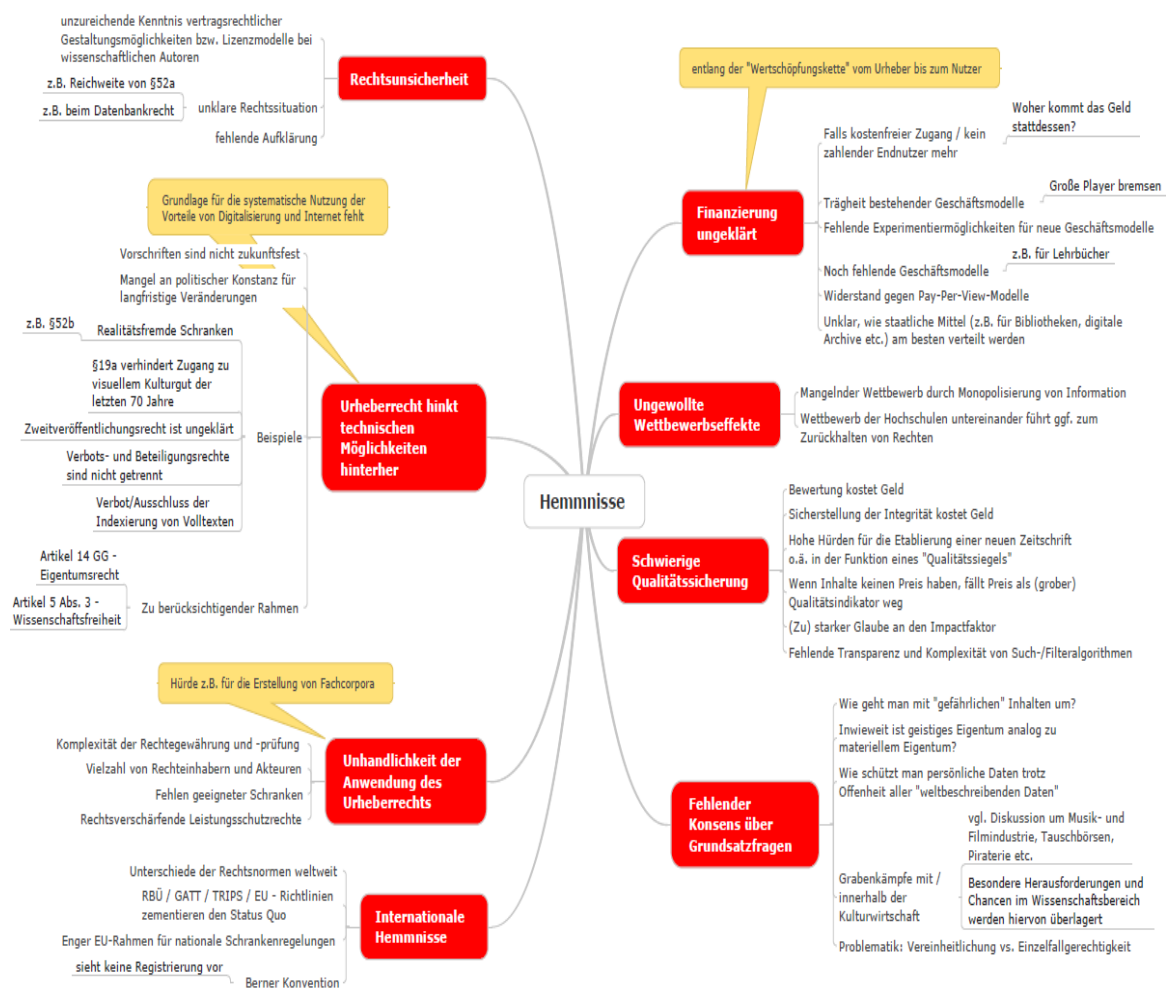 Hemmnisse
Rechtsunsicherheit
unzureichende Kenntnis vertragsrechtlicher
Gestaltungsmöglichkeiten bzw. Lizenzmodelle bei
wissenschaftlichen Autoren
unklare Rechtssituation
z.B. Reichweite von §52a
z.B. beim Datenbankrecht
fehlende Aufklärung
Urheberrecht hinkt
technischen
Möglichkeiten
hinterher
Grundlage für die systematische Nutzung der
Vorteile von Digitalisierung und Internet fehlt
Vorschriften sind nicht zukunftsfest
Mangel an politischer Konstanz für
langfristige Veränderungen
Beispiele
Realitätsfremde Schranken
z.B. §52b
§19a verhindert Zugang zu
visuellem Kulturgut der
letzten 70 Jahre
Zweitveröffentlichungsrecht ist ungeklärt
Verbots- und Beteiligungsrechte
sind nicht getrennt
Verbot/Ausschluss der
Indexierung von Volltexten
Zu berücksichtigender Rahmen
Artikel 14 GG -
Eigentumsrecht
Artikel 5 Abs. 3 -
Wissenschaftsfreiheit
Unhandlichkeit der
Anwendung des
Urheberrechts
Hürde z.B. für die Erstellung von Fachcorpora
Komplexität der Rechtegewährung und -prüfung
Vielzahl von Rechteinhabern und Akteuren
Fehlen geeigneter Schranken
Rechtsverschärfende Leistungsschutzrechte
Internationale
Hemmnisse
Unterschiede der Rechtsnormen weltweit
RBÜ / GATT / TRIPS / EU - Richtlinien
zementieren den Status Quo
Enger EU-Rahmen für nationale Schrankenregelungen
Berner Konvention
sieht keine Registrierung vor
Finanzierung
ungeklärt
entlang der "Wertschöpfungskette" vom Urheber bis zum Nutzer
Falls kostenfreier Zugang / kein
zahlender Endnutzer mehr
Woher kommt das Geld
stattdessen?
Trägheit bestehender Geschäftsmodelle
Große Player bremsen
Fehlende Experimentiermöglichkeiten für neue Geschäftsmodelle
Noch fehlende Geschäftsmodelle
z.B. für Lehrbücher
Widerstand gegen Pay-Per-View-Modelle
Unklar, wie staatliche Mittel (z.B. für Bibliotheken, digitale
Archive etc.) am besten verteilt werden
Ungewollte
Wettbewerbseffekte
Mangelnder Wettbewerb durch Monopolisierung von Information
Wettbewerb der Hochschulen untereinander führt ggf. zum
Zurückhalten von Rechten
Schwierige
Qualitätssicherung
Bewertung kostet Geld
Sicherstellung der Integrität kostet Geld
Hohe Hürden für die Etablierung einer neuen Zeitschrift
o.ä. in der Funktion eines "Qualitätssiegels"
Wenn Inhalte keinen Preis haben, fällt Preis als (grober)
Qualitätsindikator weg
(Zu) starker Glaube an den Impactfaktor
Fehlende Transparenz und Komplexität von Such-/Filteralgorithmen
Fehlender
Konsens über
Grundsatzfragen
Wie geht man mit "gefährlichen" Inhalten um?
Inwieweit ist geistiges Eigentum analog zu
materiellem Eigentum?
Wie schützt man persönliche Daten trotz
Offenheit aller "weltbeschreibenden Daten"
Grabenkämpfe mit /
innerhalb der
Kulturwirtschaft
vgl. Diskussion um Musik- und
Filmindustrie, Tauschbörsen,
Piraterie etc.
Besondere Herausforderungen und
Chancen im Wissenschaftsbereich
werden hiervon überlagert
Problematik: Vereinheitlichung vs. Einzelfallgerechtigkeit